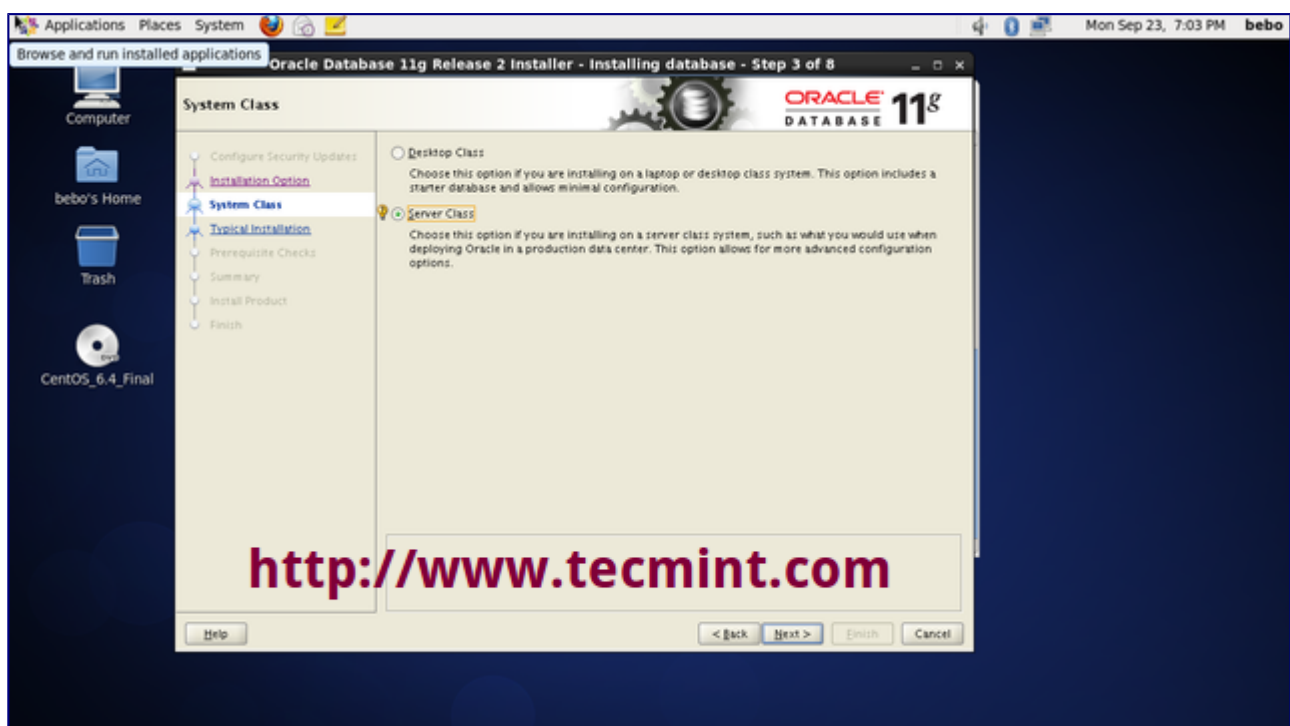 Applications Places System
Mon Sep 23, 7:03 PM bebo
Browse and run installed applications
Oracle Database 11g Release 2 Installer - Installing database - Step 3 of 8
Computer
bebo's Home
Trash
DVD
CentOS_6.4_Final
System Class
ORACLE
DATABASE
11g
Configure Security Updates
Installation Option
System Class
Typical Installation
Prerequisite Checks
Summary
Install Product
Finish
Desktop Class
Choose this option if you are installing on a laptop or desktop class system. This option includes a
starter database and allows minimal configuration.
Server Class
Choose this option if you are installing on a server class system, such as what you would use when
deploying Oracle in a production data center. This option allows for more advanced configuration
options.
http://www.tecmint.com
Help
< Back
Next >
Finish
Cancel